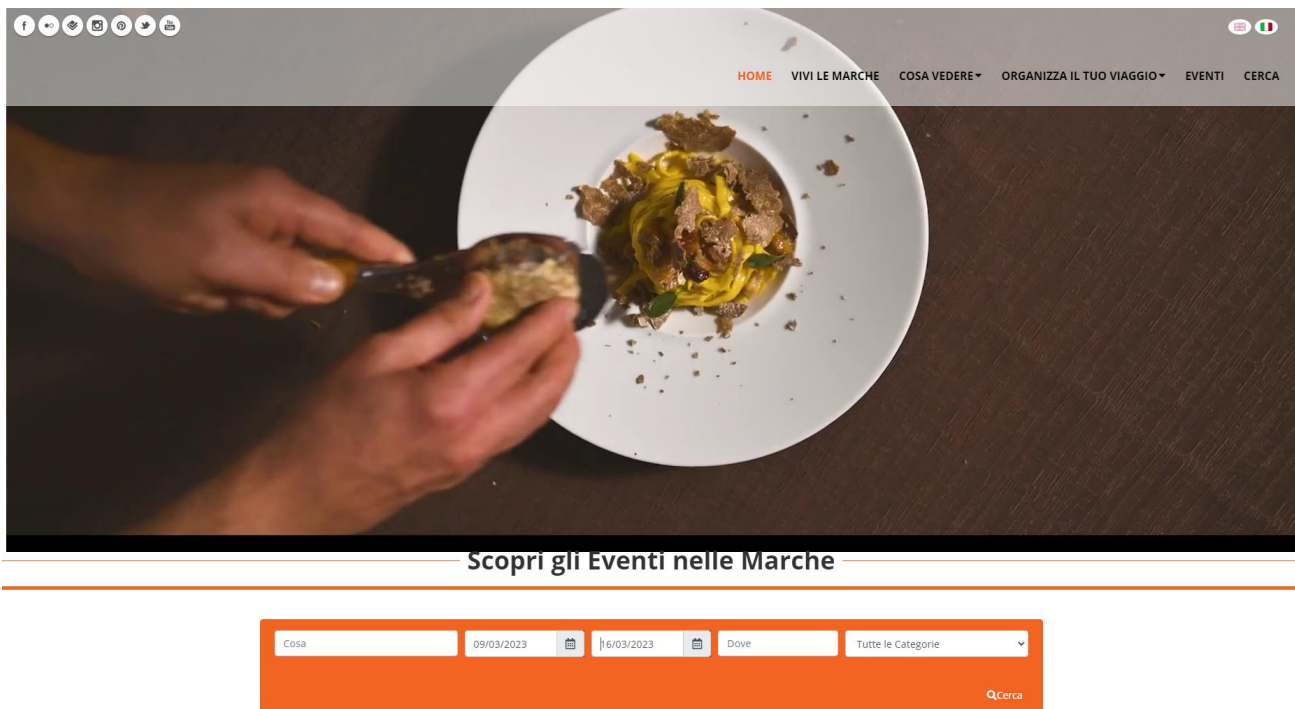 HOME VIVI LE MARCHE COSA VEDERE ORGANIZZA IL TUO VIAGGIO EVENTI CERCA
Scopri gli Eventi nelle Marche
Cosa 09/03/2023 16/03/2023 Dove Tutte le Categorie
Cerca